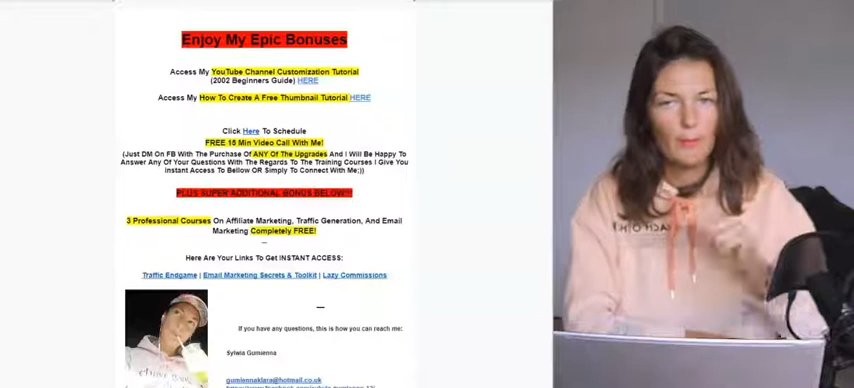 Enjoy My Epic Bonuses
Access My YouTube Channel Customization Tutorial
(2002 Beginners Guide) HERE
Access My How To Create A Free Thumbnail Tutorial HERE
Click Here To Schedule
FREE 15 Min Video Call With Me!
(Just DM On FB With The Purchase Of ANY Of The Upgrades And I Will Be Happy To
Answer Any Of Your Questions With The Regards To The Training Courses I Give You
Instant Access To Bellow OR Simply To Connect With Me;))
PLUS SUPER ADDITIONAL BONUS BELOW!!!
3 Professional Courses On Affiliate Marketing, Traffic Generation, And Email
Marketing Completely FREE!
Here Are Your Links To Get INSTANT ACCESS:
Traffic Endgame | Email Marketing Secrets & Toolkit | Lazy Commissions
If you have any questions, this is how you can reach me:
Sylwia Gumienna
gumiennaklara@hotmail.co.uk